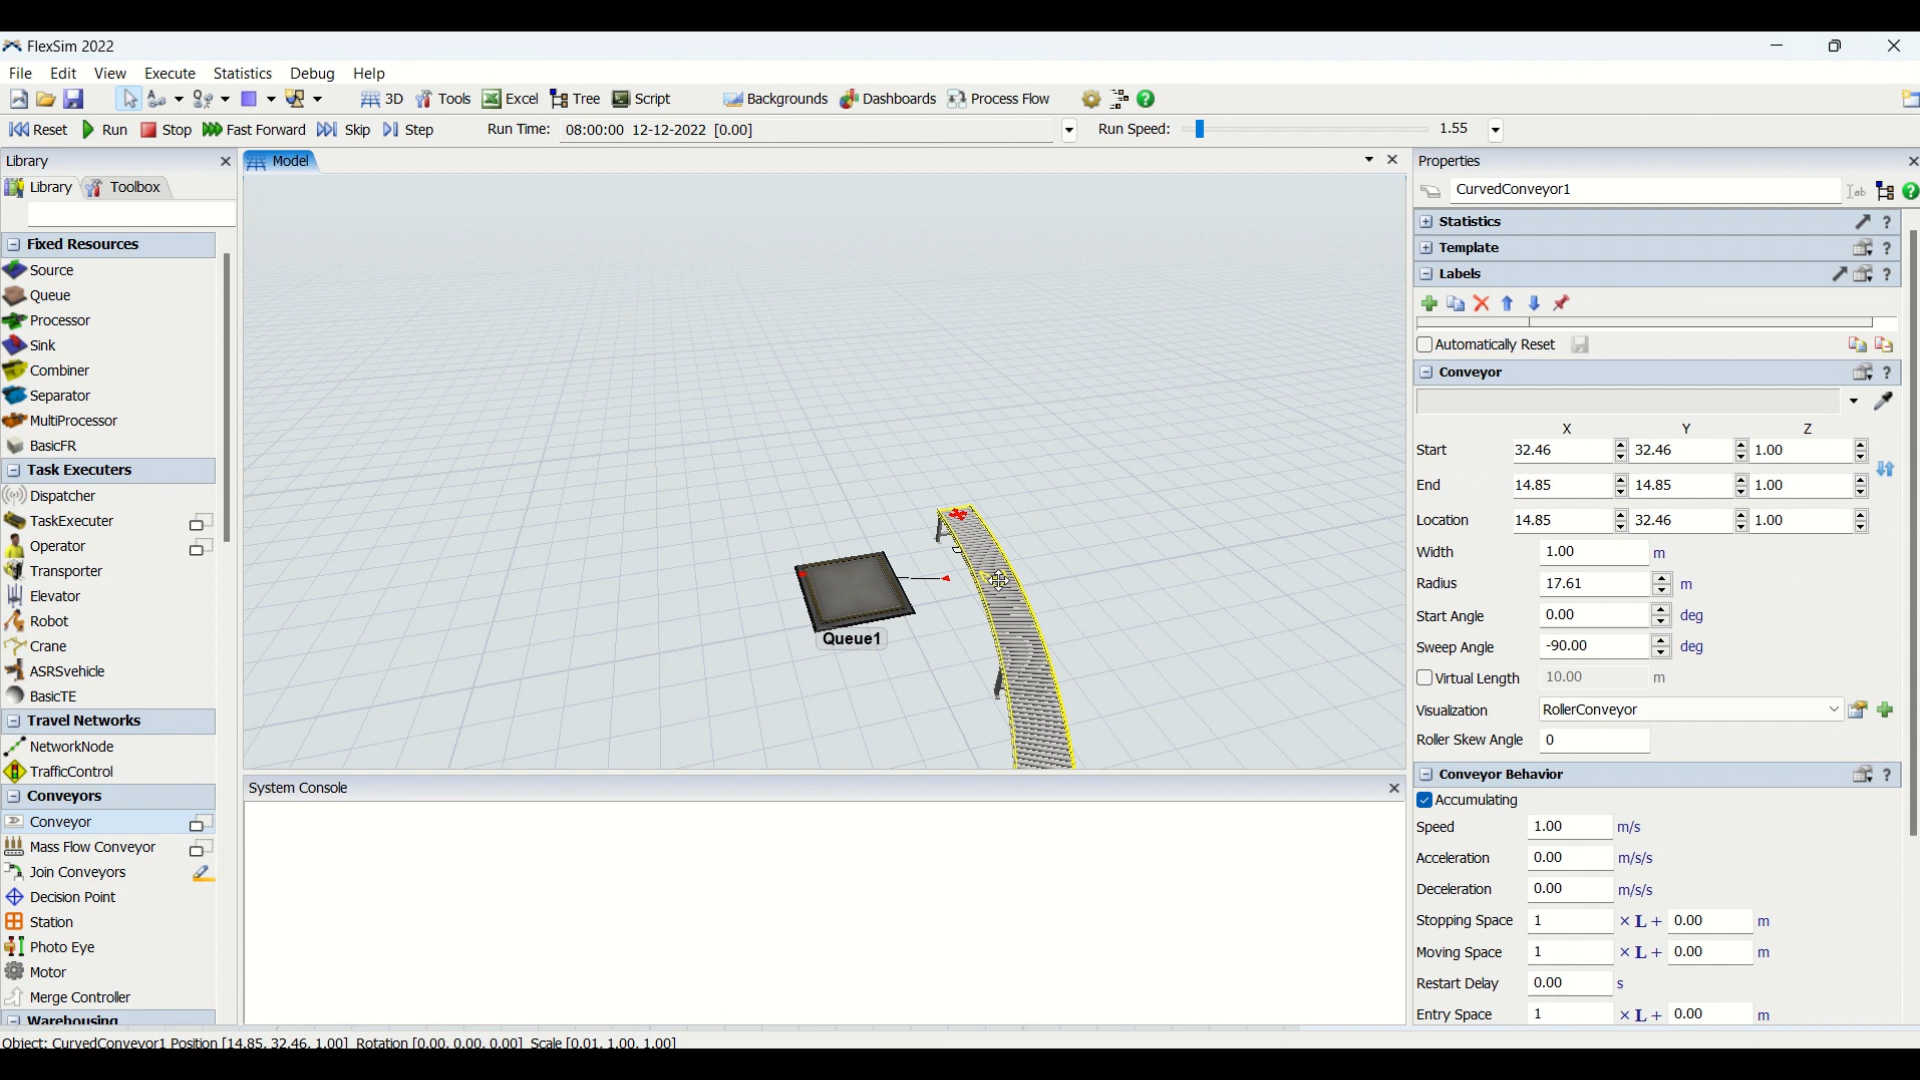 FlexSim 2022
File Edit View Execute Statistics Debug Help
3D Tools Excel Tree Script Backgrounds Dashboards Process Flow
Reset Run Stop Fast Forward Skip Step Run Time: 08:00:00 12-12-2022 [0.00] Run Speed: 1.55
Library
Library Toolbox
Fixed Resources
Source
Queue
Processor
Sink
Combiner
Separator
MultiProcessor
BasicFR
Task Executers
Dispatcher
TaskExecuter
Operator
Transporter
Elevator
Robot
Crane
ASRSvehicle
BasicTE
Travel Networks
NetworkNode
TrafficControl
Conveyors
Conveyor
Mass Flow Conveyor
Join Conveyors
Decision Point
Station
Photo Eye
Motor
Merge Controller
Warehousing
Model
Queue1
System Console
Properties
CurvedConveyor1
Statistics
Template
Labels
Automatically Reset
Conveyor
X Y Z
Start 32.46 32.46 1.00
End 14.85 14.85 1.00
Location 14.85 32.46 1.00
Width 1.00 m
Radius 17.61 m
Start Angle 0.00 deg
Sweep Angle -90.00 deg
Virtual Length 10.00 m
Visualization RollerConveyor
Roller Skew Angle 0
Conveyor Behavior
Accumulating
Speed 1.00 m/s
Acceleration 0.00 m/s/s
Deceleration 0.00 m/s/s
Stopping Space 1 × L + 0.00 m
Moving Space 1 × L + 0.00 m
Restart Delay 0.00 s
Entry Space 1 × L + 0.00 m
Object: CurvedConveyor1 Position [14.85, 32.46, 1.00] Rotation [0.00, 0.00, 0.00] Scale [0.01, 1.00, 1.00]